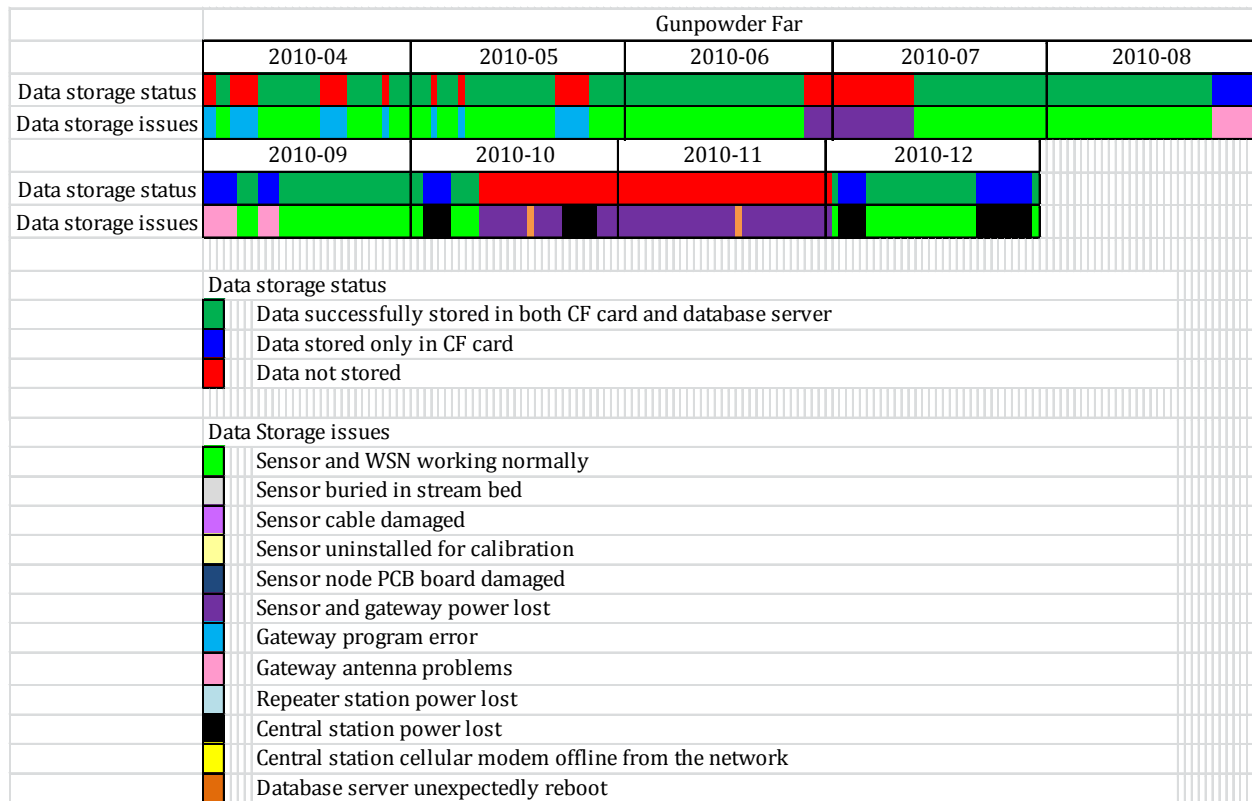 Gunpowder Far
2010-04 2010-05 2010-06 2010-07 2010-08
Data storage status
Data storage issues
2010-09 2010-10 2010-11 2010-12
Data storage status
Data storage issues
Data storage status
Data successfully stored in both CF card and database server
Data stored only in CF card
Data not stored
Data Storage issues
Sensor and WSN working normally
Sensor buried in stream bed
Sensor cable damaged
Sensor uninstalled for calibration
Sensor node PCB board damaged
Sensor and gateway power lost
Gateway program error
Gateway antenna problems
Repeater station power lost
Central station power lost
Central station cellular modem offline from the network
Database server unexpectedly reboot